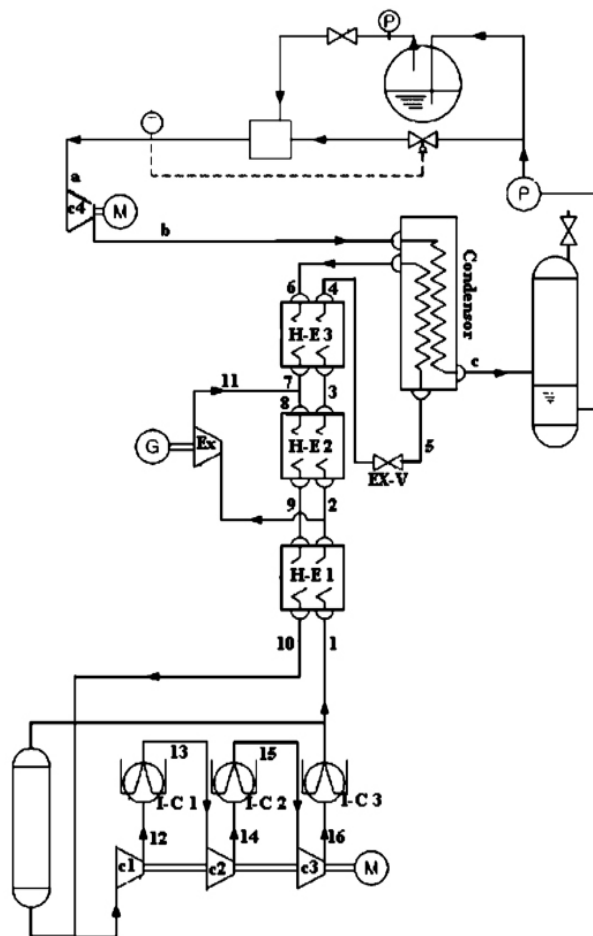 P
T
P
a
c4
M
b
Condensor
6
4
H-E 3
c
7
3
11
8
5
G
Ex
H-E 2
EX-V
9
2
H-E 1
10
1
13
15
I-C 1
I-C 2
I-C 3
12
14
16
c1
c2
c3
M